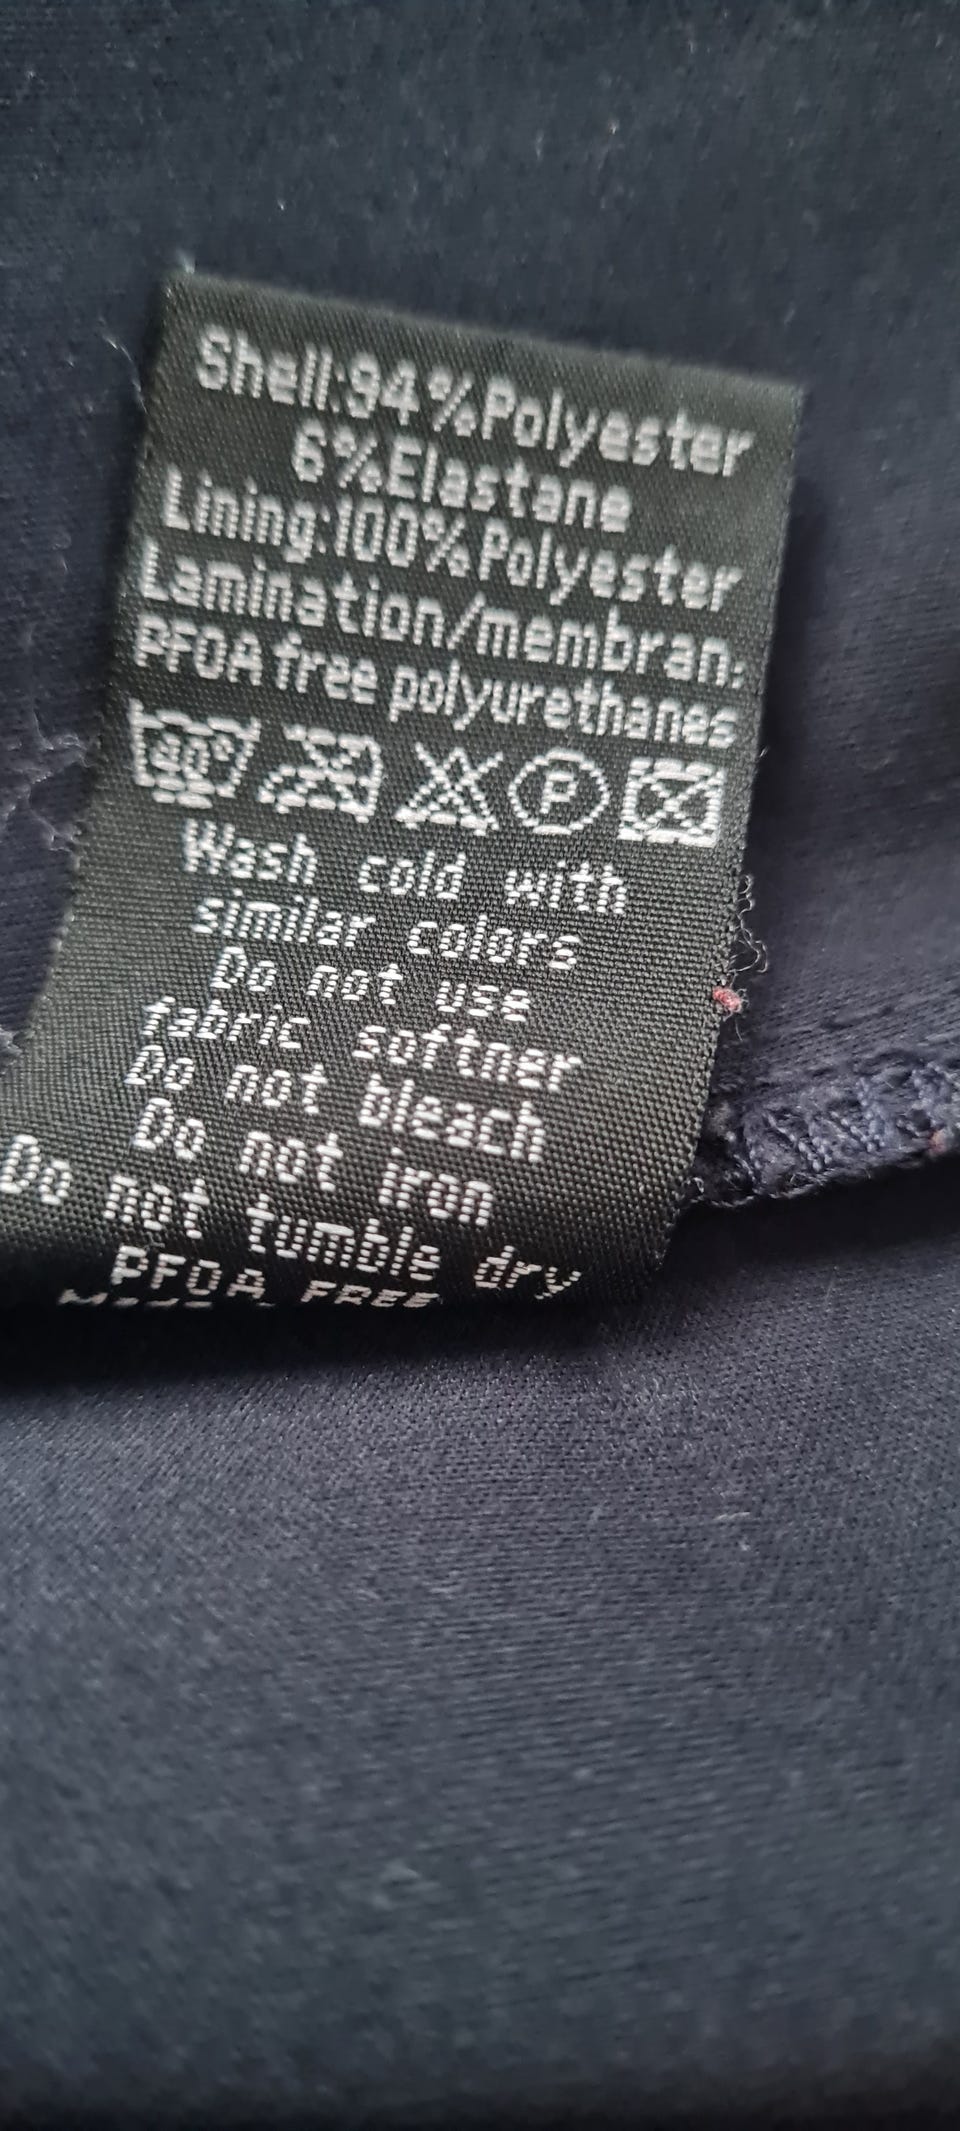 Shell:94%Polyester
6%Elastane
Lining:100%Polyester
Lamination/membran:
PFOA free polyurethanes
40° P
Wash cold with
similar colors
Do not use
fabric softner
Do not bleach
Do not iron
Do not tumble dry
PFOA FREE